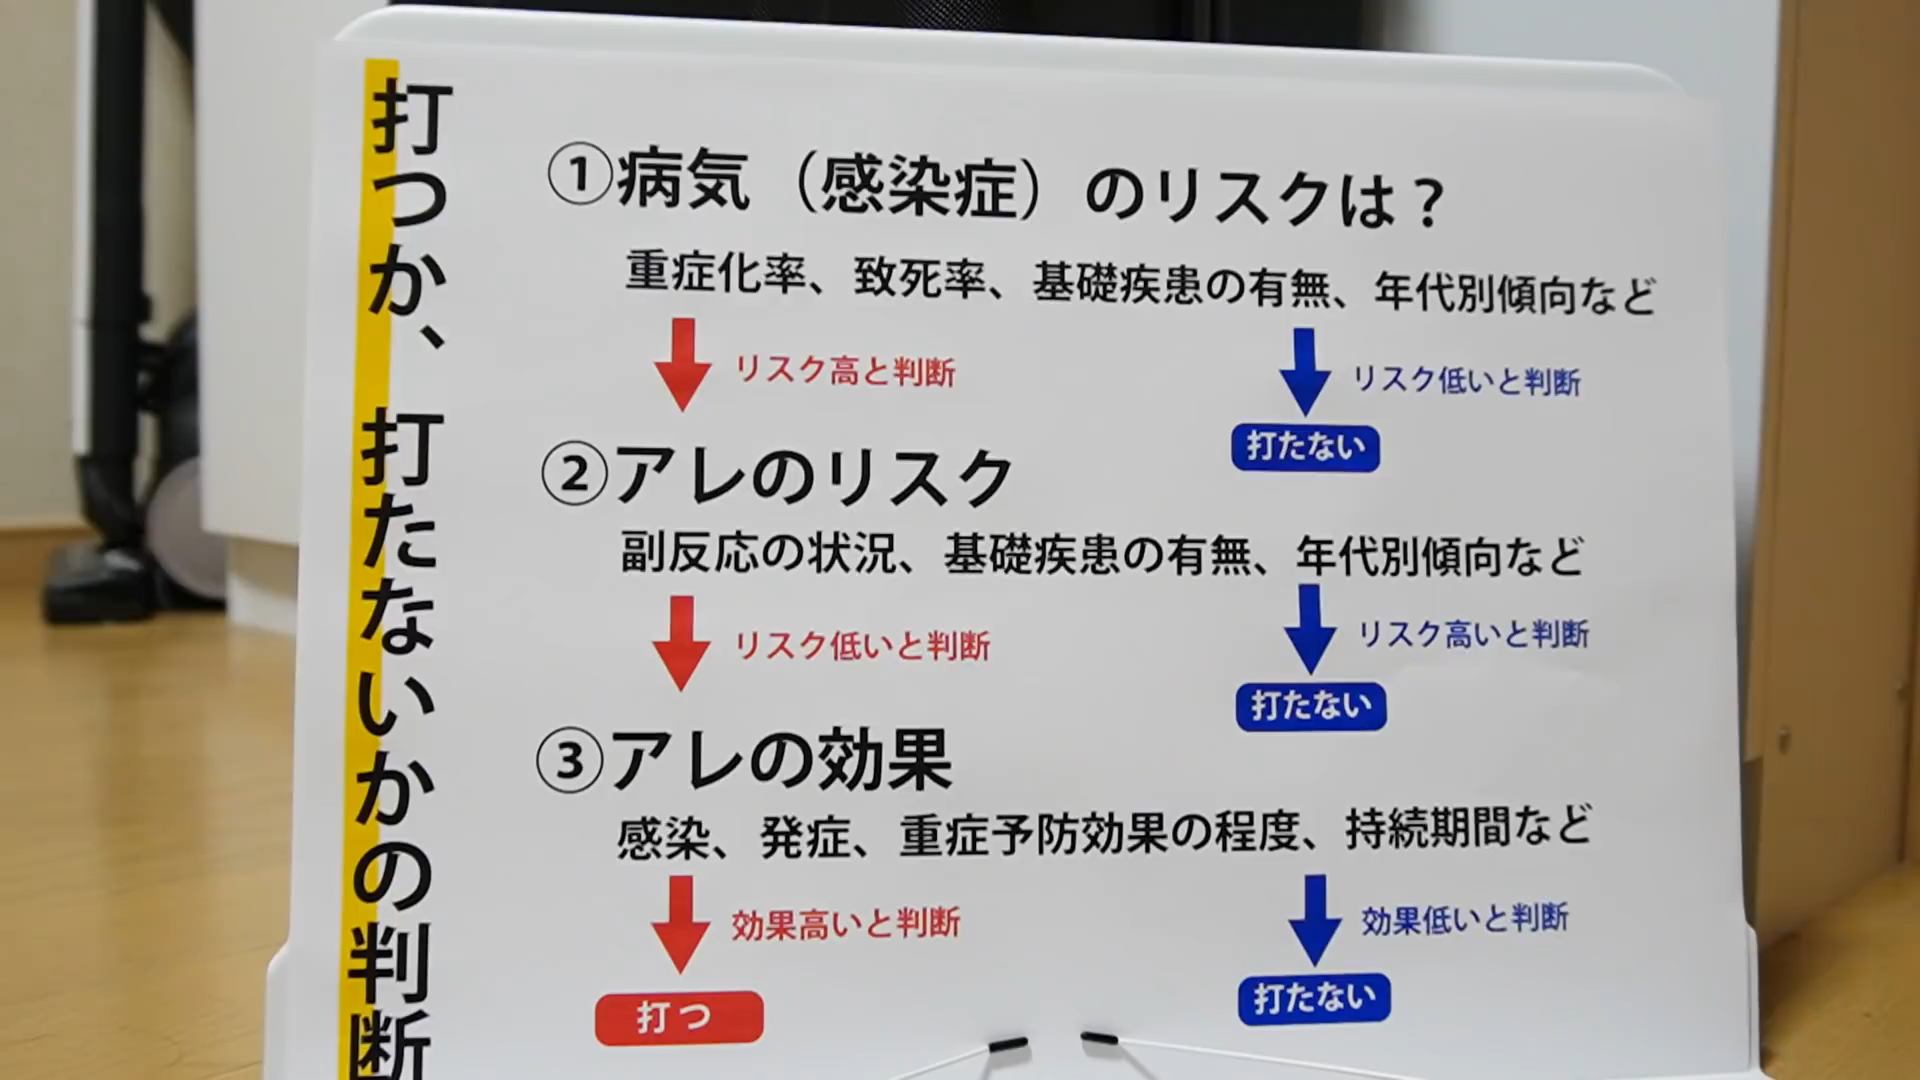 打つか、打たないかの判断
①病気（感染症）のリスクは？
重症化率、致死率、基礎疾患の有無、年代別傾向など
リスク高と判断
リスク低いと判断
打たない
②アレのリスク
副反応の状況、基礎疾患の有無、年代別傾向など
リスク低いと判断
リスク高いと判断
打たない
③アレの効果
感染、発症、重症予防効果の程度、持続期間など
効果高いと判断
効果低いと判断
打つ
打たない